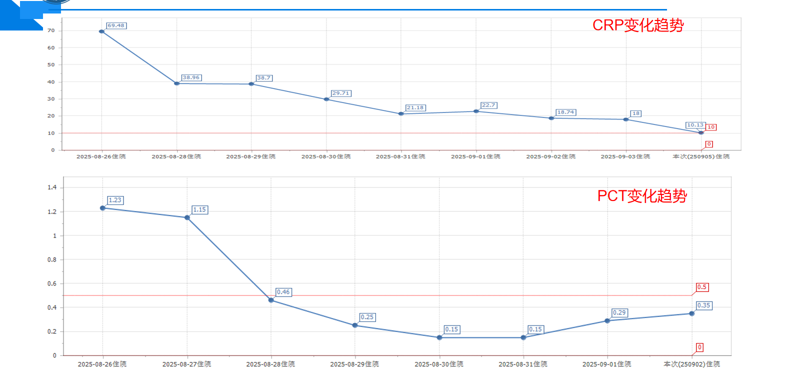 CRP变化趋势
70
60
50
40
30
20
10
0
69.48
38.96
38.7
29.71
21.18
22.7
18.74
18
10.13
10
0
2025-08-26住院
2025-08-28住院
2025-08-29住院
2025-08-30住院
2025-08-31住院
2025-09-01住院
2025-09-02住院
2025-09-03住院
本次(250905)住院
PCT变化趋势
1.4
1.2
1
0.8
0.6
0.4
0.2
0
1.23
1.15
0.46
0.25
0.15
0.15
0.29
0.35
0.5
0
2025-08-26住院
2025-08-27住院
2025-08-28住院
2025-08-29住院
2025-08-30住院
2025-08-31住院
2025-09-01住院
本次(250902)住院